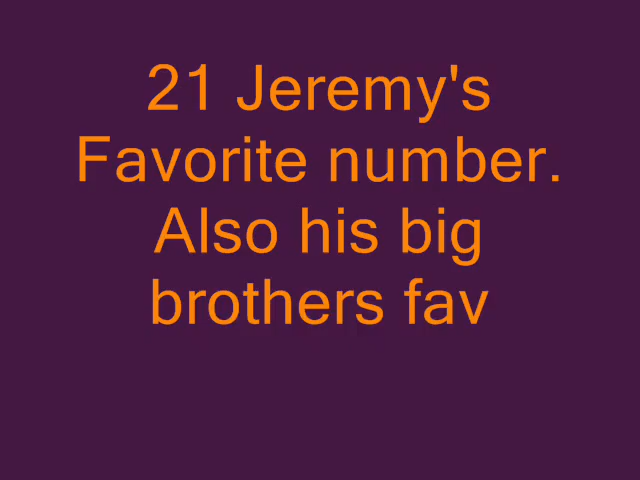 21 Jeremy's
Favorite number.
Also his big
brothers fav